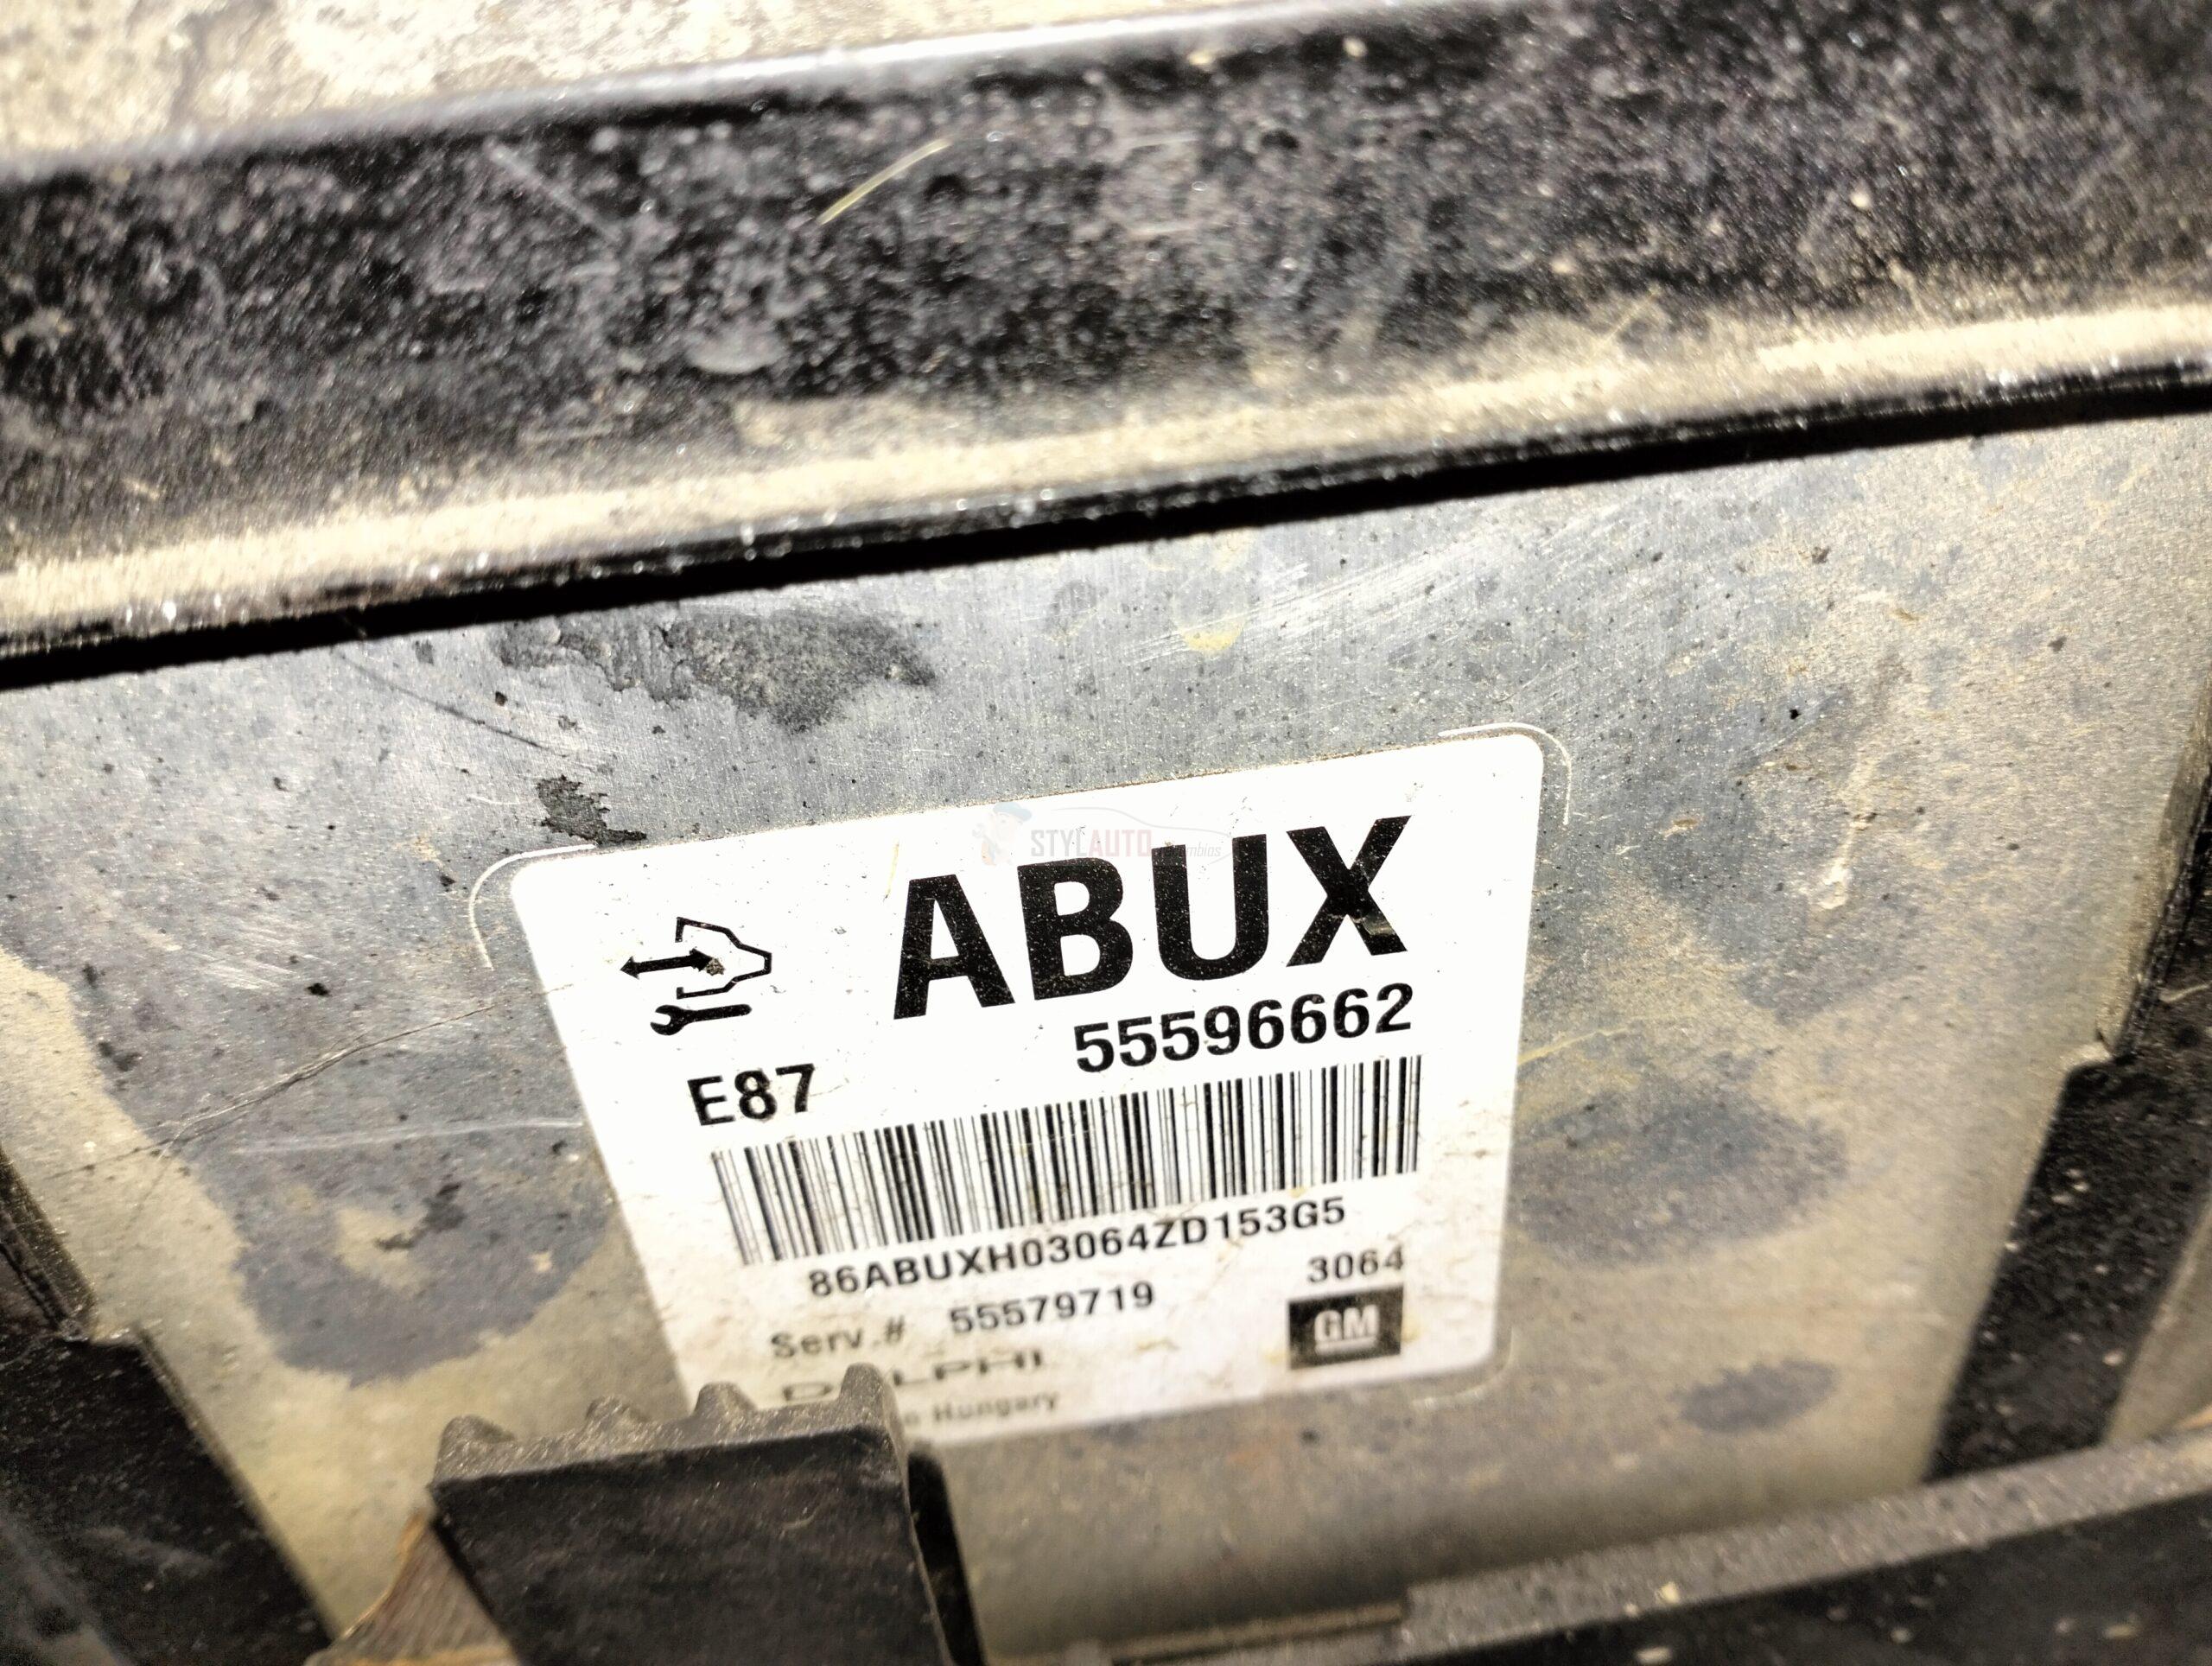 STYLAUTO
ABUX
55596662
E87
86ABUXH03064ZD153G5
3064
Serv.# 55579719
GM
DELPHI
Hungary